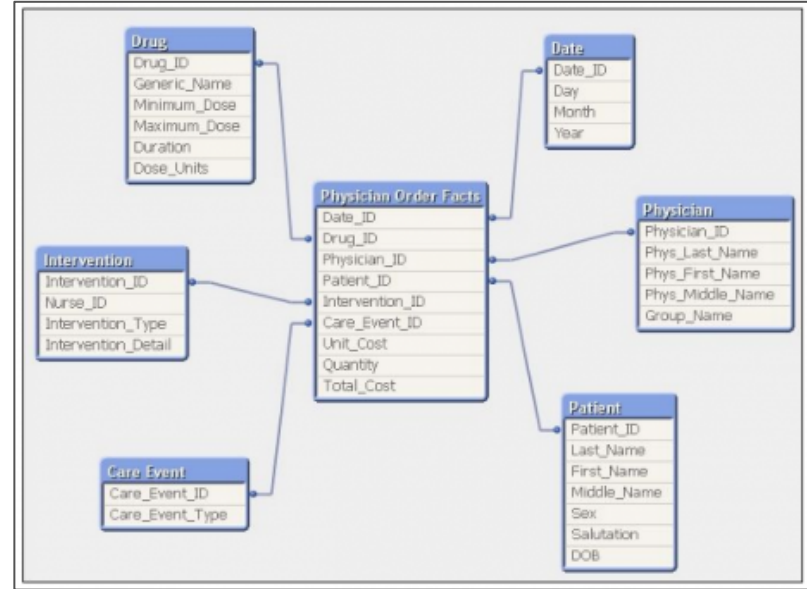 Drug
Drug_ID
Generic_Name
Minimum_Dose
Maximum_Dose
Duration
Dose_Units
Date
Date_ID
Day
Month
Year
Physician Order Facts
Date_ID
Drug_ID
Physician_ID
Patient_ID
Intervention_ID
Care_Event_ID
Unit_Cost
Quantity
Total_Cost
Physician
Physician_ID
Phys_Last_Name
Phys_First_Name
Phys_Middle_Name
Group_Name
Intervention
Intervention_ID
Nurse_ID
Intervention_Type
Intervention_Detail
Patient
Patient_ID
Last_Name
First_Name
Middle_Name
Sex
Salutation
DOB
Care Event
Care_Event_ID
Care_Event_Type